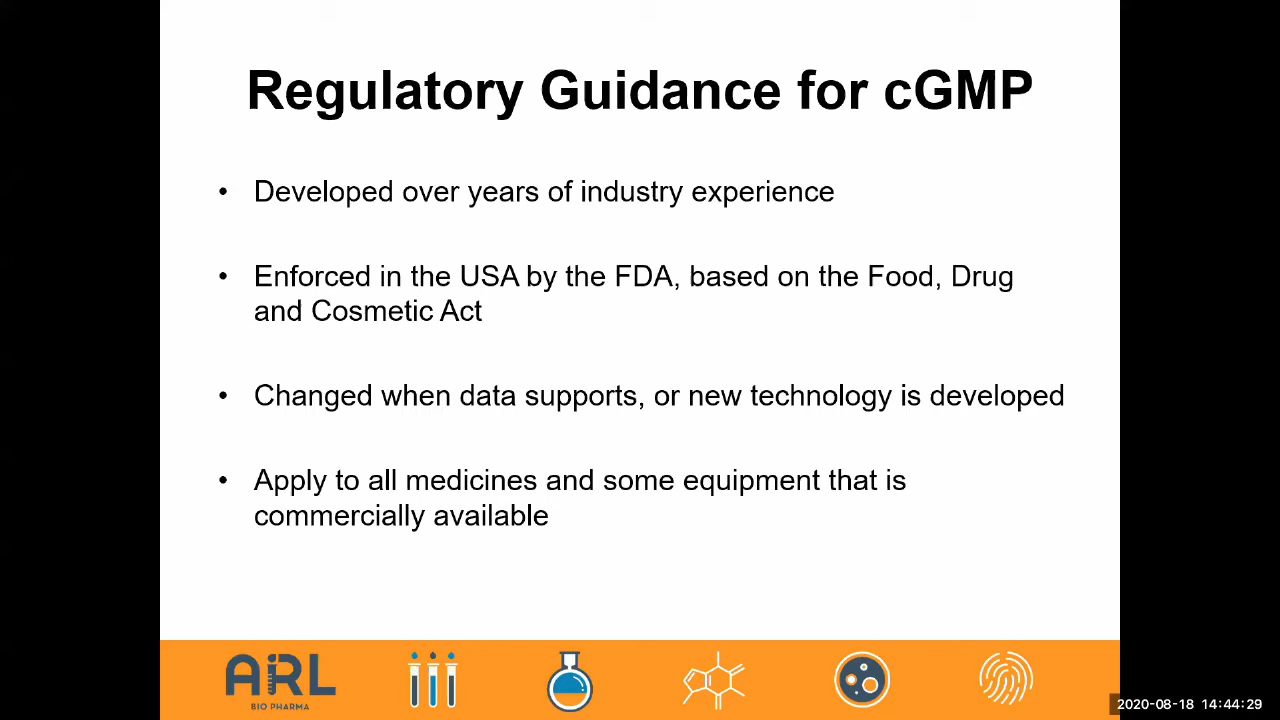 Regulatory Guidance for cGMP
• Developed over years of industry experience
• Enforced in the USA by the FDA, based on the Food, Drug
and Cosmetic Act
• Changed when data supports, or new technology is developed
• Apply to all medicines and some equipment that is
commercially available
ARL
BIO PHARMA
2020-08-18 14:44:29